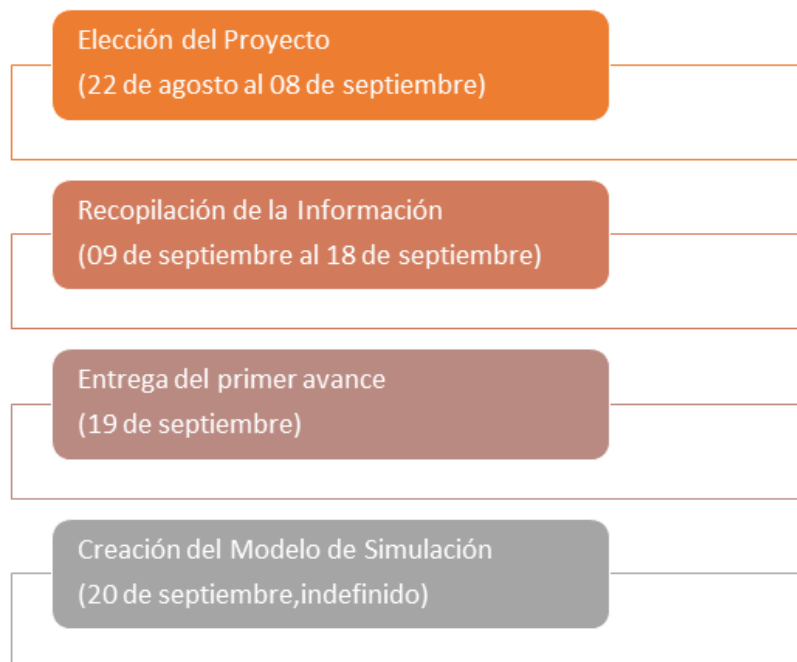 Elección del Proyecto
(22 de agosto al 08 de septiembre)
Recopilación de la Información
(09 de septiembre al 18 de septiembre)
Entrega del primer avance
(19 de septiembre)
Creación del Modelo de Simulación
(20 de septiembre,indefinido)